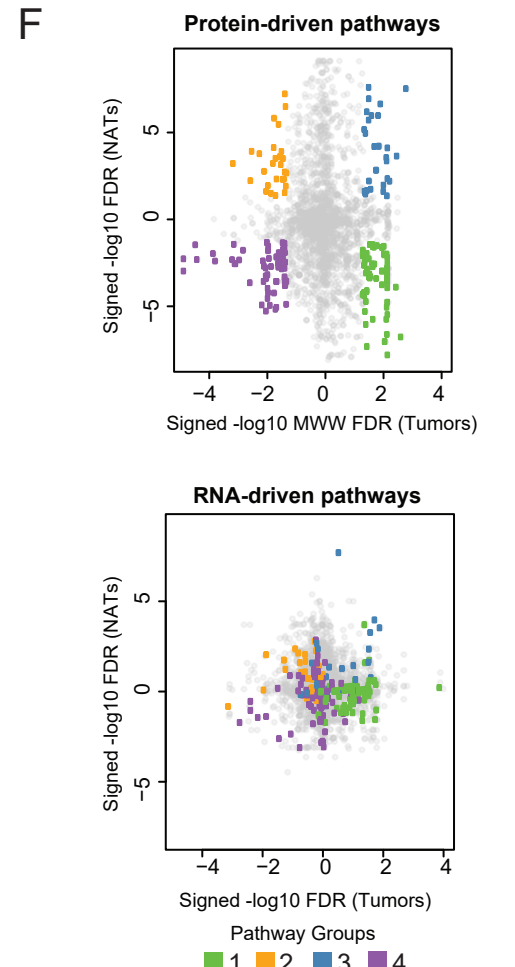 F
Protein-driven pathways
Signed -log10 FDR (NATs)
5
0
−5
−4 −2 0 2 4
Signed -log10 MWW FDR (Tumors)
RNA-driven pathways
Signed -log10 FDR (NATs)
5
0
−5
−4 −2 0 2 4
Signed -log10 FDR (Tumors)
Pathway Groups
1 2 3 4